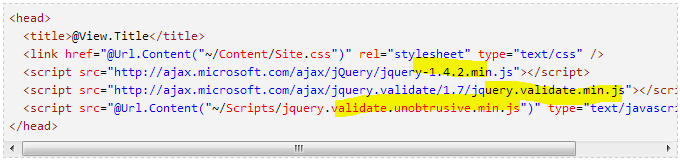 <head>
<title>@View.Title</title>
<link href="@Url.Content("~/Content/Site.css")" rel="stylesheet" type="text/css" />
<script src="http://ajax.microsoft.com/ajax/jQuery/jquery-1.4.2.min.js"></script>
<script src="http://ajax.microsoft.com/ajax/jquery.validate/1.7/jquery.validate.min.js"></s
<script src="@Url.Content("~/Scripts/jquery.validate.unobtrusive.min.js")" type="text/javascr
</head>